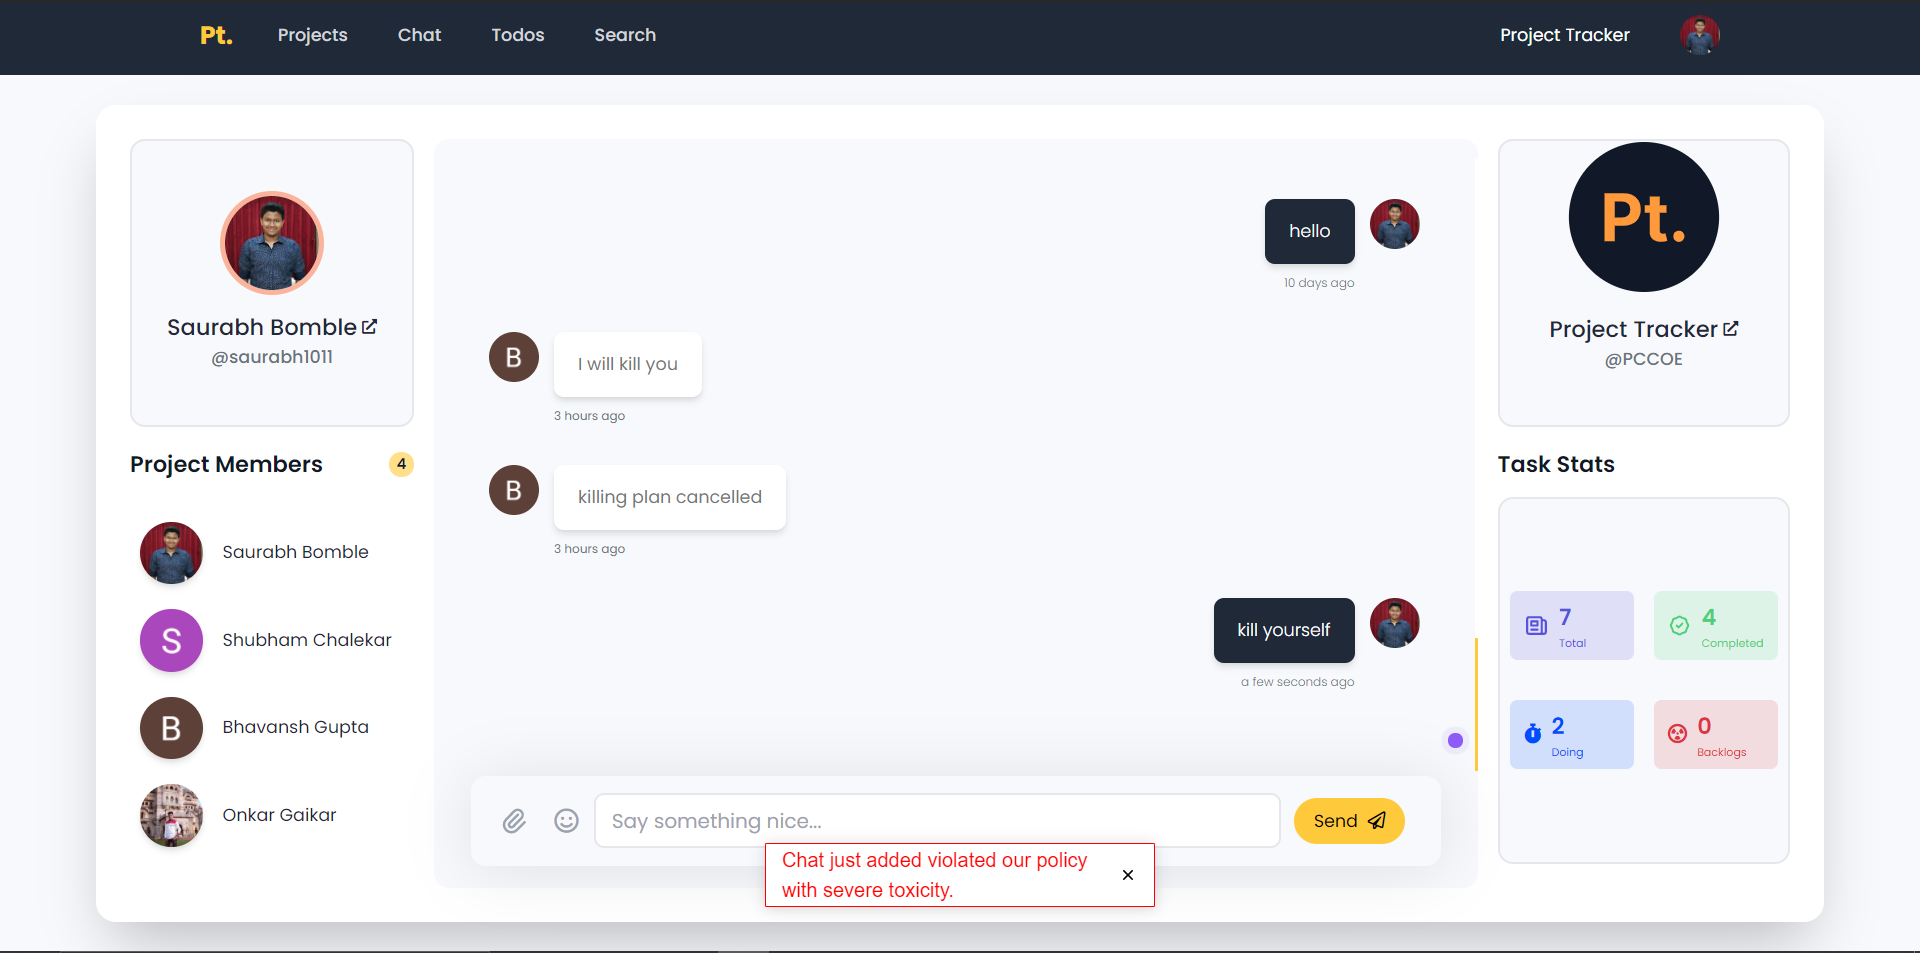 Pt.
Projects
Chat
Todos
Search
Project Tracker
Saurabh Bomble
@saurabh1011
Project Members
4
Saurabh Bomble
S
Shubham Chalekar
B
Bhavansh Gupta
Onkar Gaikar
hello
10 days ago
B
I will kill you
3 hours ago
B
killing plan cancelled
3 hours ago
kill yourself
a few seconds ago
Say something nice...
Send
Chat just added violated our policy
with severe toxicity.
×
Pt.
Project Tracker
@PCCOE
Task Stats
7
Total
4
Completed
2
Doing
0
Backlogs